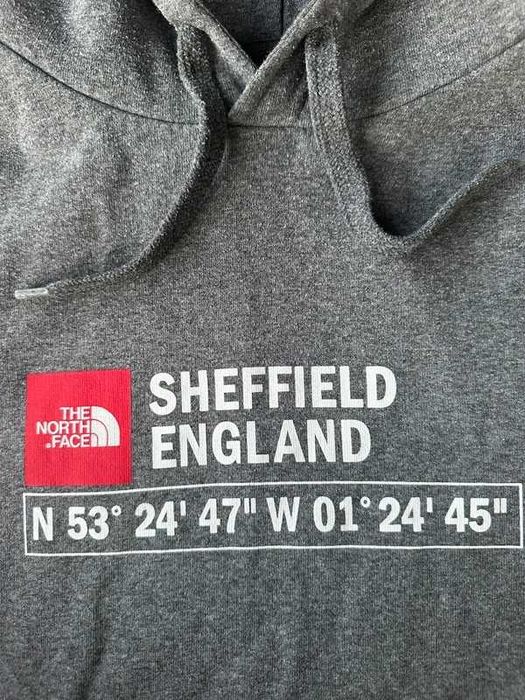 THE
NORTH
FACE
SHEFFIELD
ENGLAND
N 53° 24' 47" W 01° 24' 45"